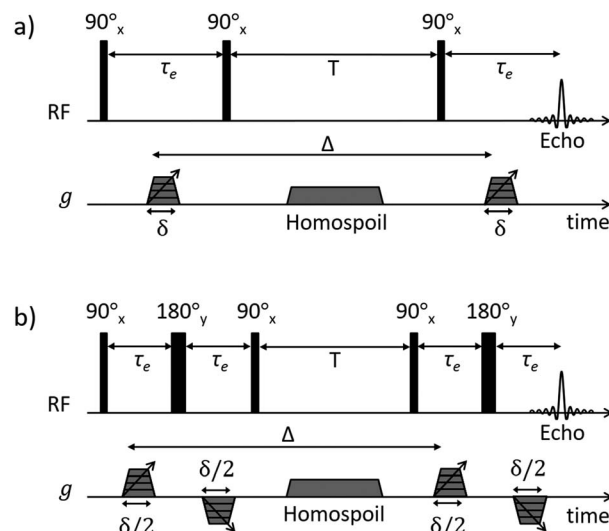 a)
90°ₓ 90°ₓ 90°ₓ
τₑ T τₑ
RF
Echo
Δ
g
Homospoil
time
δ δ
b)
90°ₓ 180°ᵧ 90°ₓ 90°ₓ 180°ᵧ
τₑ τₑ T τₑ τₑ
RF
Echo
Δ
δ/2 δ/2
g
Homospoil
time
δ/2 δ/2